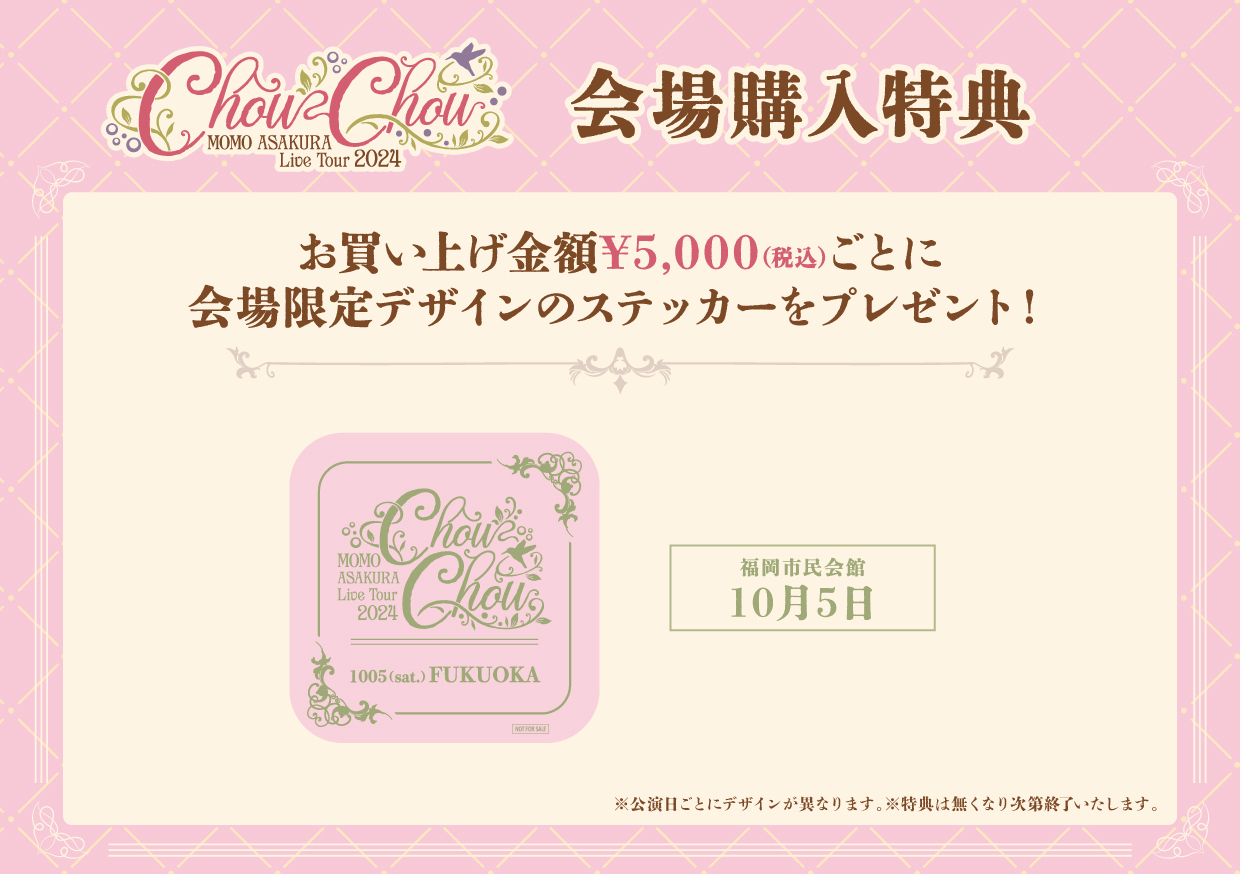 Chou2Chou
MOMO ASAKURA
Live Tour 2024
会場購入特典
お買い上げ金額¥5,000(税込)ごとに
会場限定デザインのステッカーをプレゼント!
Chou2
Chou
MOMO
ASAKURA
Live Tour
2024
1005(sat.) FUKUOKA
NOT FOR SALE
福岡市民会館
10月5日
※公演日ごとにデザインが異なります。※特典は無くなり次第終了いたします。